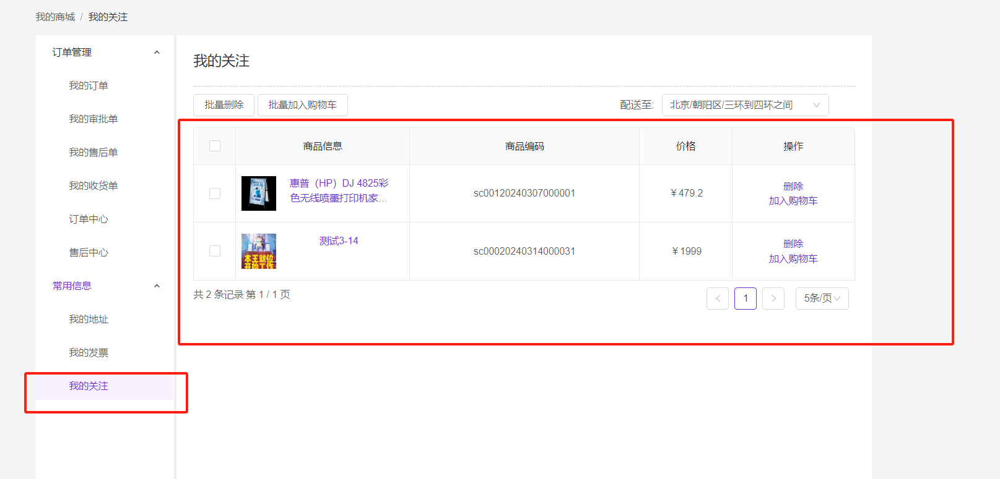 我的商城 / 我的关注
订单管理
我的订单
我的审批单
我的售后单
我的收货单
订单中心
售后中心
常用信息
我的地址
我的发票
我的关注
我的关注
批量删除 批量加入购物车 配送至: 北京/朝阳区/三环到四环之间
商品信息 商品编码 价格 操作
惠普（HP）DJ 4825彩
色无线喷墨打印机家...
sc00120240307000001 ￥479.2
删除
加入购物车
本王就位
开始工作
测试3-14
sc00020240314000031 ￥1999
删除
加入购物车
共 2 条记录 第 1 / 1 页
< 1 > 5条/页